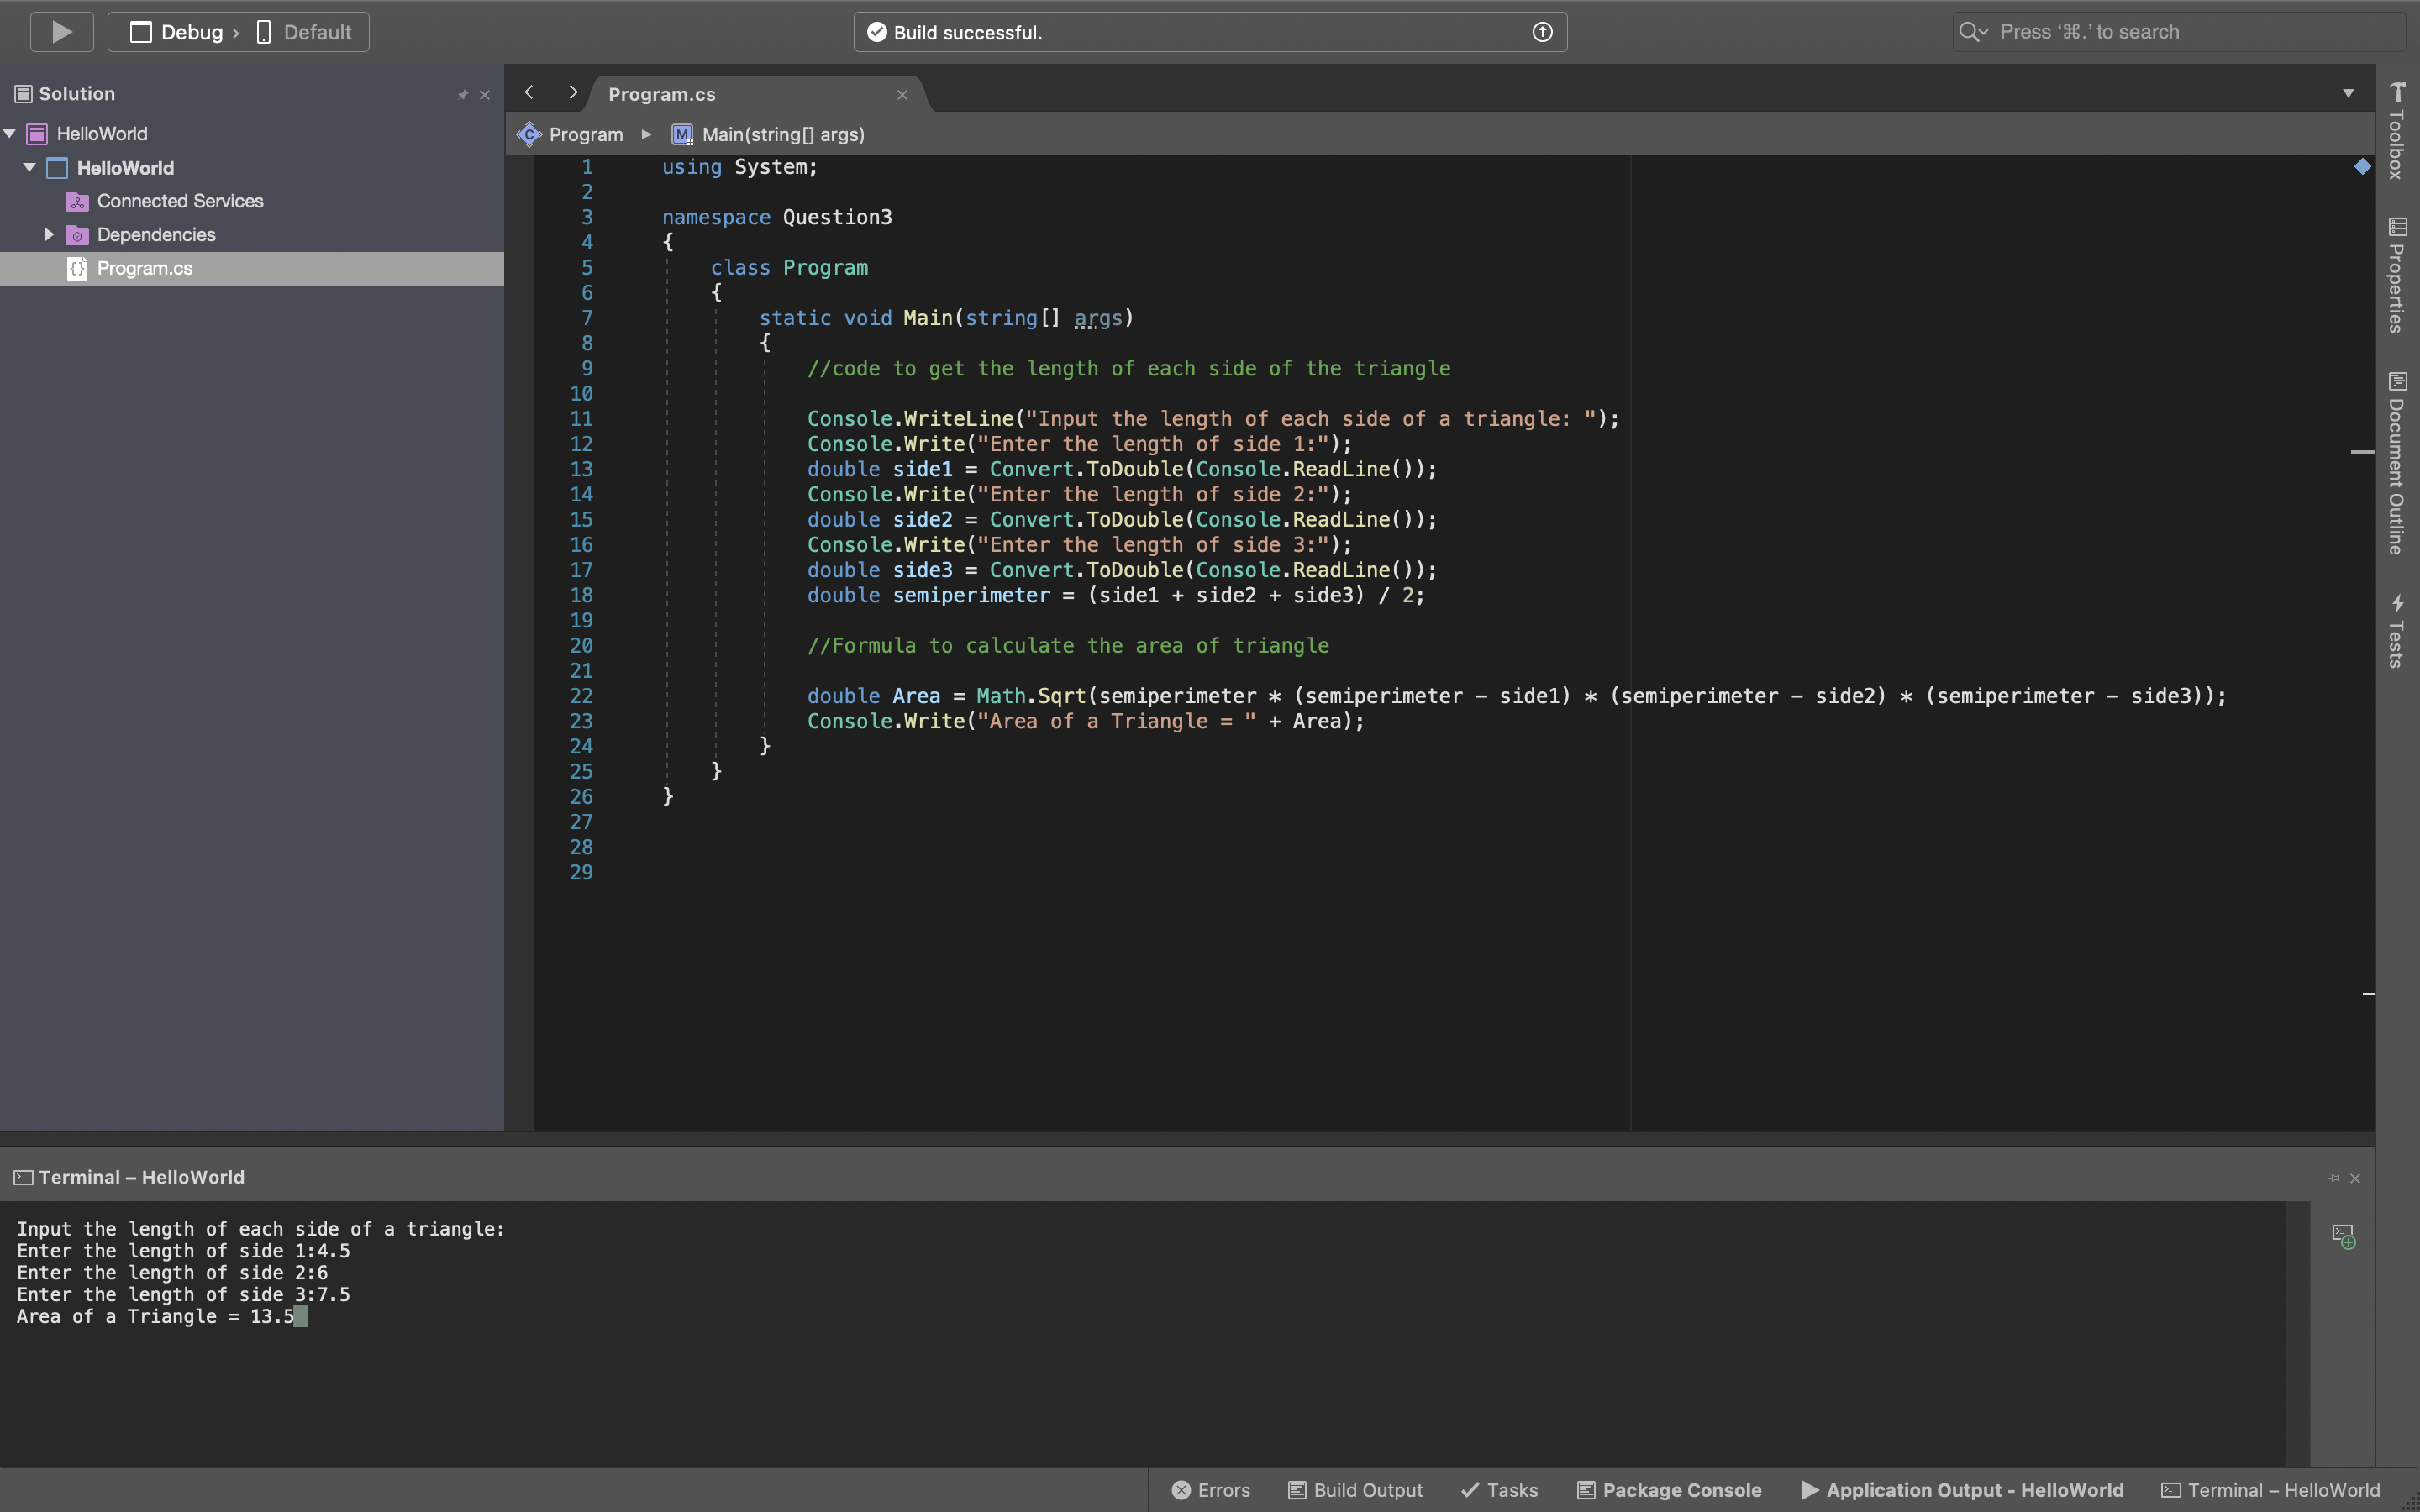 Debug › Default
Build successful.
Press ‘⌘.’ to search
Solution
HelloWorld
HelloWorld
Connected Services
Dependencies
Program.cs
Program.cs
Program
Main(string[] args)
1 using System;
2
3 namespace Question3
4 {
5 class Program
6 {
7 static void Main(string[] args)
8 {
9 //code to get the length of each side of the triangle
10
11 Console.WriteLine("Input the length of each side of a triangle: ");
12 Console.Write("Enter the length of side 1:");
13 double side1 = Convert.ToDouble(Console.ReadLine());
14 Console.Write("Enter the length of side 2:");
15 double side2 = Convert.ToDouble(Console.ReadLine());
16 Console.Write("Enter the length of side 3:");
17 double side3 = Convert.ToDouble(Console.ReadLine());
18 double semiperimeter = (side1 + side2 + side3) / 2;
19
20 //Formula to calculate the area of triangle
21
22 double Area = Math.Sqrt(semiperimeter * (semiperimeter - side1) * (semiperimeter - side2) * (semiperimeter - side3));
23 Console.Write("Area of a Triangle = " + Area);
24 }
25 }
26 }
27
28
29
Toolbox
Properties
Document Outline
Tests
Terminal – HelloWorld
Input the length of each side of a triangle:
Enter the length of side 1:4.5
Enter the length of side 2:6
Enter the length of side 3:7.5
Area of a Triangle = 13.5
Errors
Build Output
Tasks
Package Console
Application Output - HelloWorld
Terminal – HelloWorld